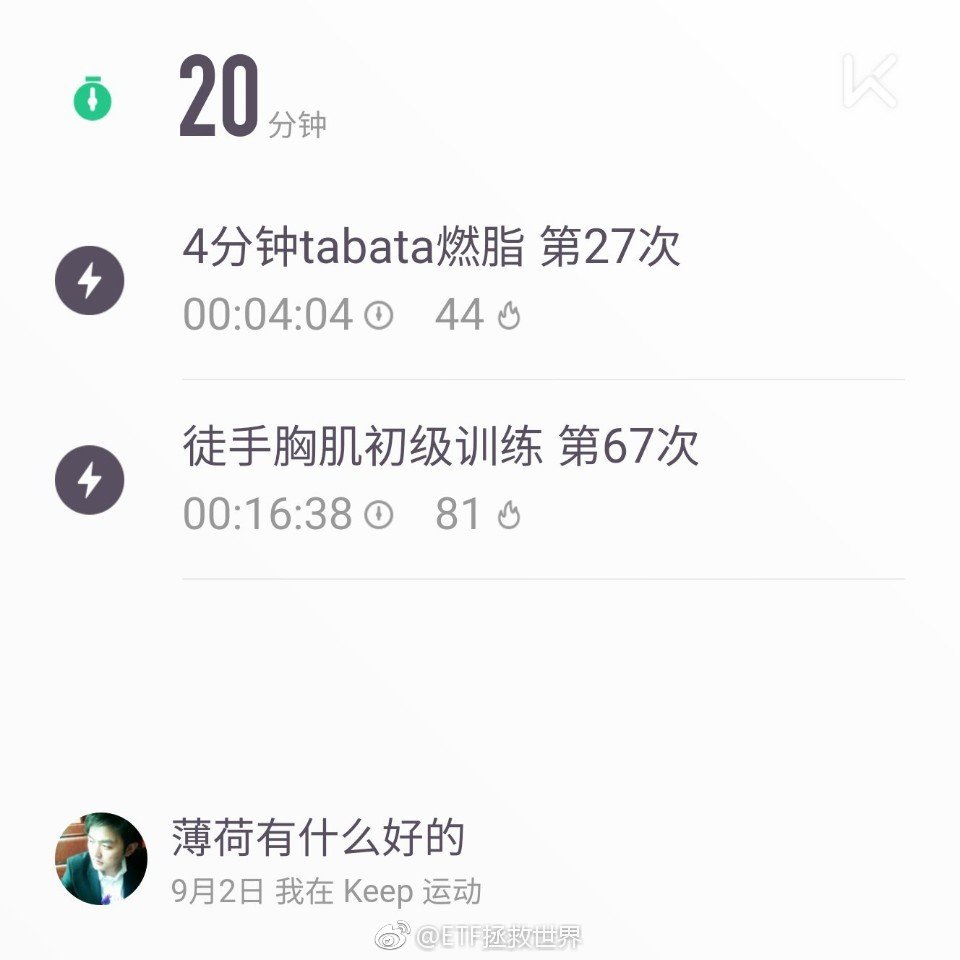 20 分钟
4分钟tabata燃脂 第27次
00:04:04 44
徒手胸肌初级训练 第67次
00:16:38 81
薄荷有什么好的
9月2日 我在 Keep 运动
@ETF拯救世界